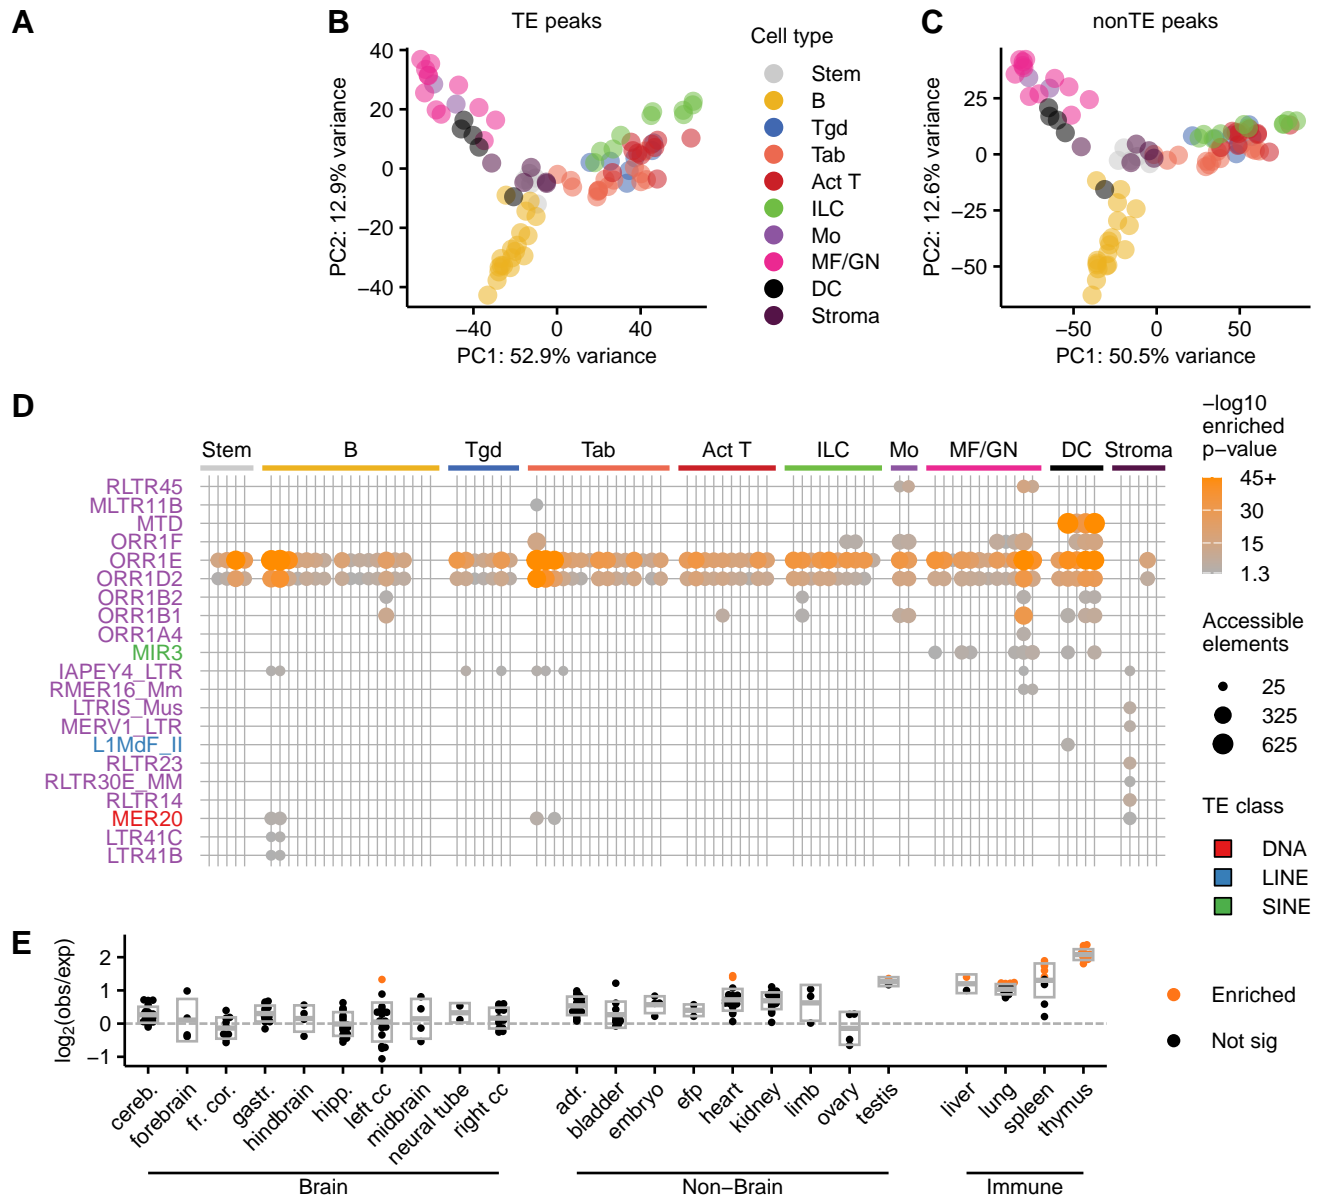 A
B
TE peaks
40
20
0
−20
−40
−40
0
40
PC2: 12.9% variance
PC1: 52.9% variance
Cell type
Stem
B
Tgd
Tab
Act T
ILC
Mo
MF/GN
DC
Stroma
C
nonTE peaks
25
0
−25
−50
−50
0
50
PC2: 12.6% variance
PC1: 50.5% variance
D
Stem
B
Tgd
Tab
Act T
ILC
Mo
MF/GN
DC
Stroma
RLTR45
MLTR11B
MTD
ORR1F
ORR1E
ORR1D2
ORR1B2
ORR1B1
ORR1A4
MIR3
IAPEY4_LTR
RMER16_Mm
LTRIS_Mus
MERV1_LTR
L1MdF_II
RLTR23
RLTR30E_MM
RLTR14
MER20
LTR41C
LTR41B
−log10
enriched
p−value
45+
30
15
1.3
Accessible
elements
25
325
625
TE class
DNA
LINE
SINE
E
log2(obs/exp)
2
1
0
−1
cereb.
forebrain
fr. cor.
gastr.
hindbrain
hipp.
left cc
midbrain
neural tube
right cc
adr.
bladder
embryo
efp
heart
kidney
limb
ovary
testis
liver
lung
spleen
thymus
Brain
Non−Brain
Immune
Enriched
Not sig